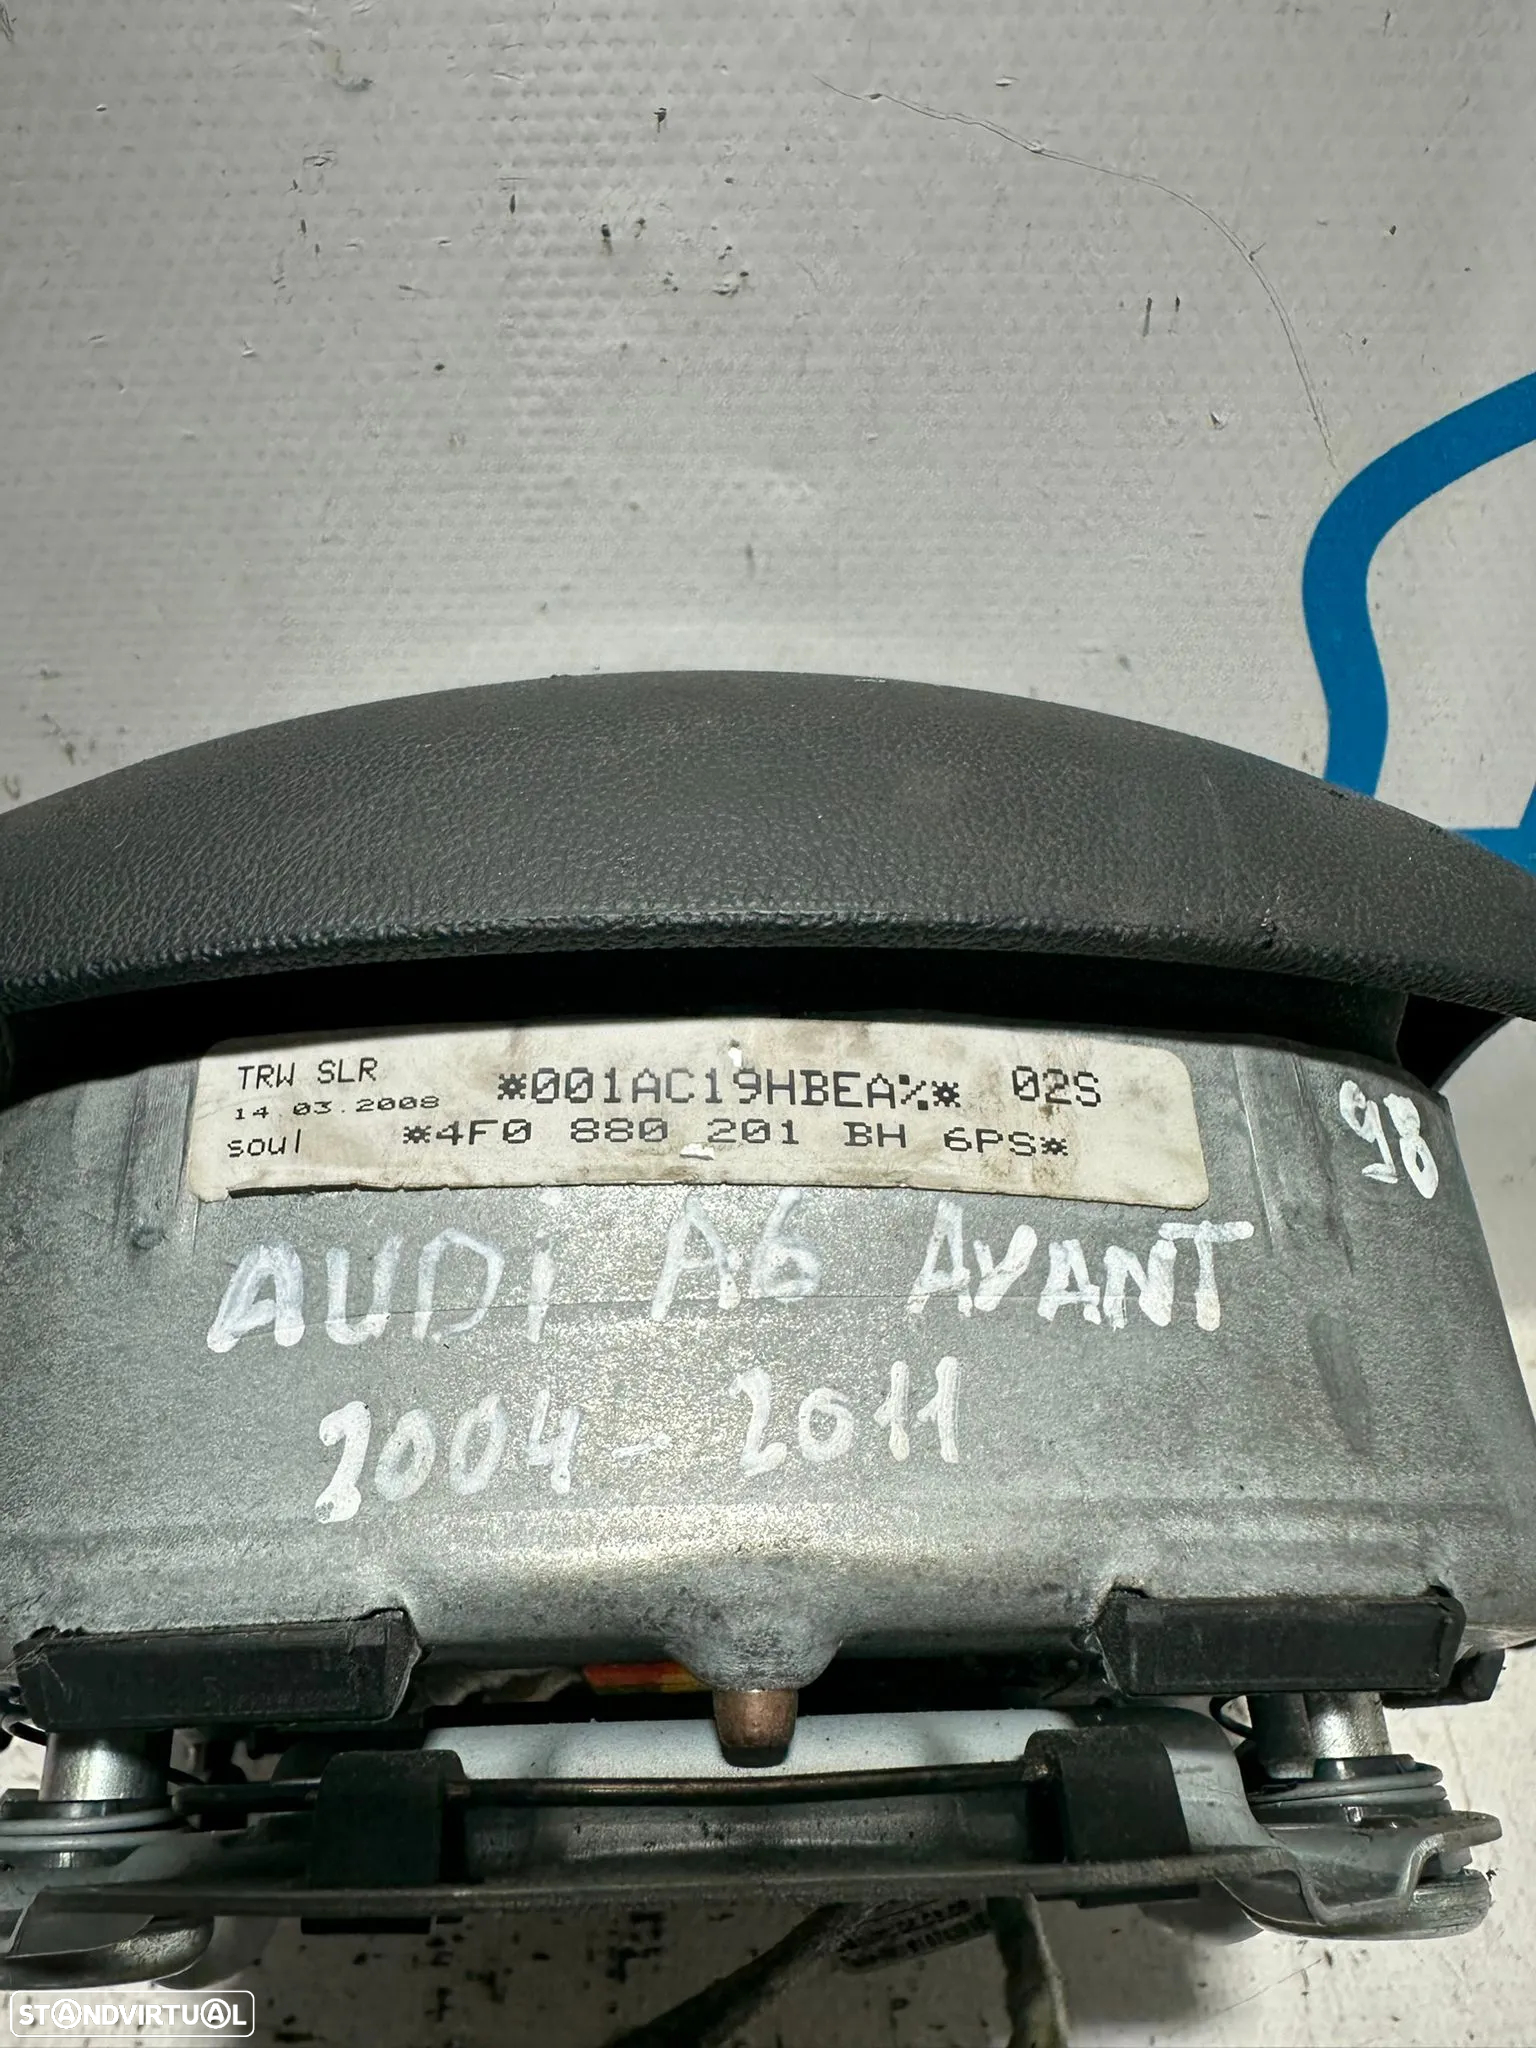 TRW SLR
14.03.2008
*001AC19HBEA%* 02S
soul *4F0 880 201 BH 6PS*
98
AUDi A6 AVANT
2004 - 2011
STANDVIRTUAL